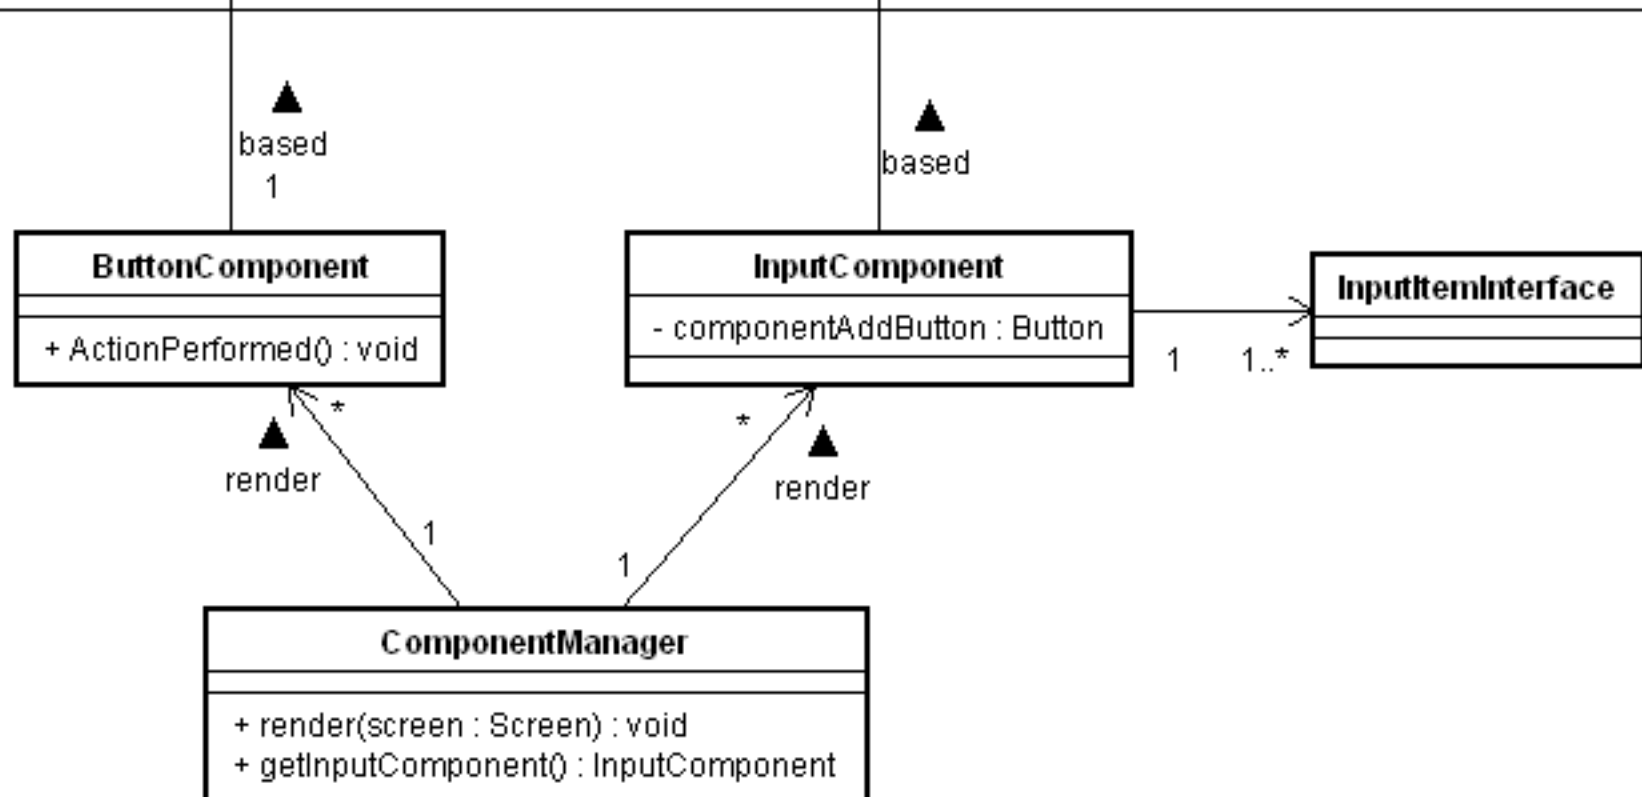 based
1
based
ButtonComponent
+ ActionPerformed() : void
InputComponent
- componentAddButton : Button
InputItemInterface
1
1..*
*
render
1
*
render
1
ComponentManager
+ render(screen : Screen) : void
+ getInputComponent() : InputComponent